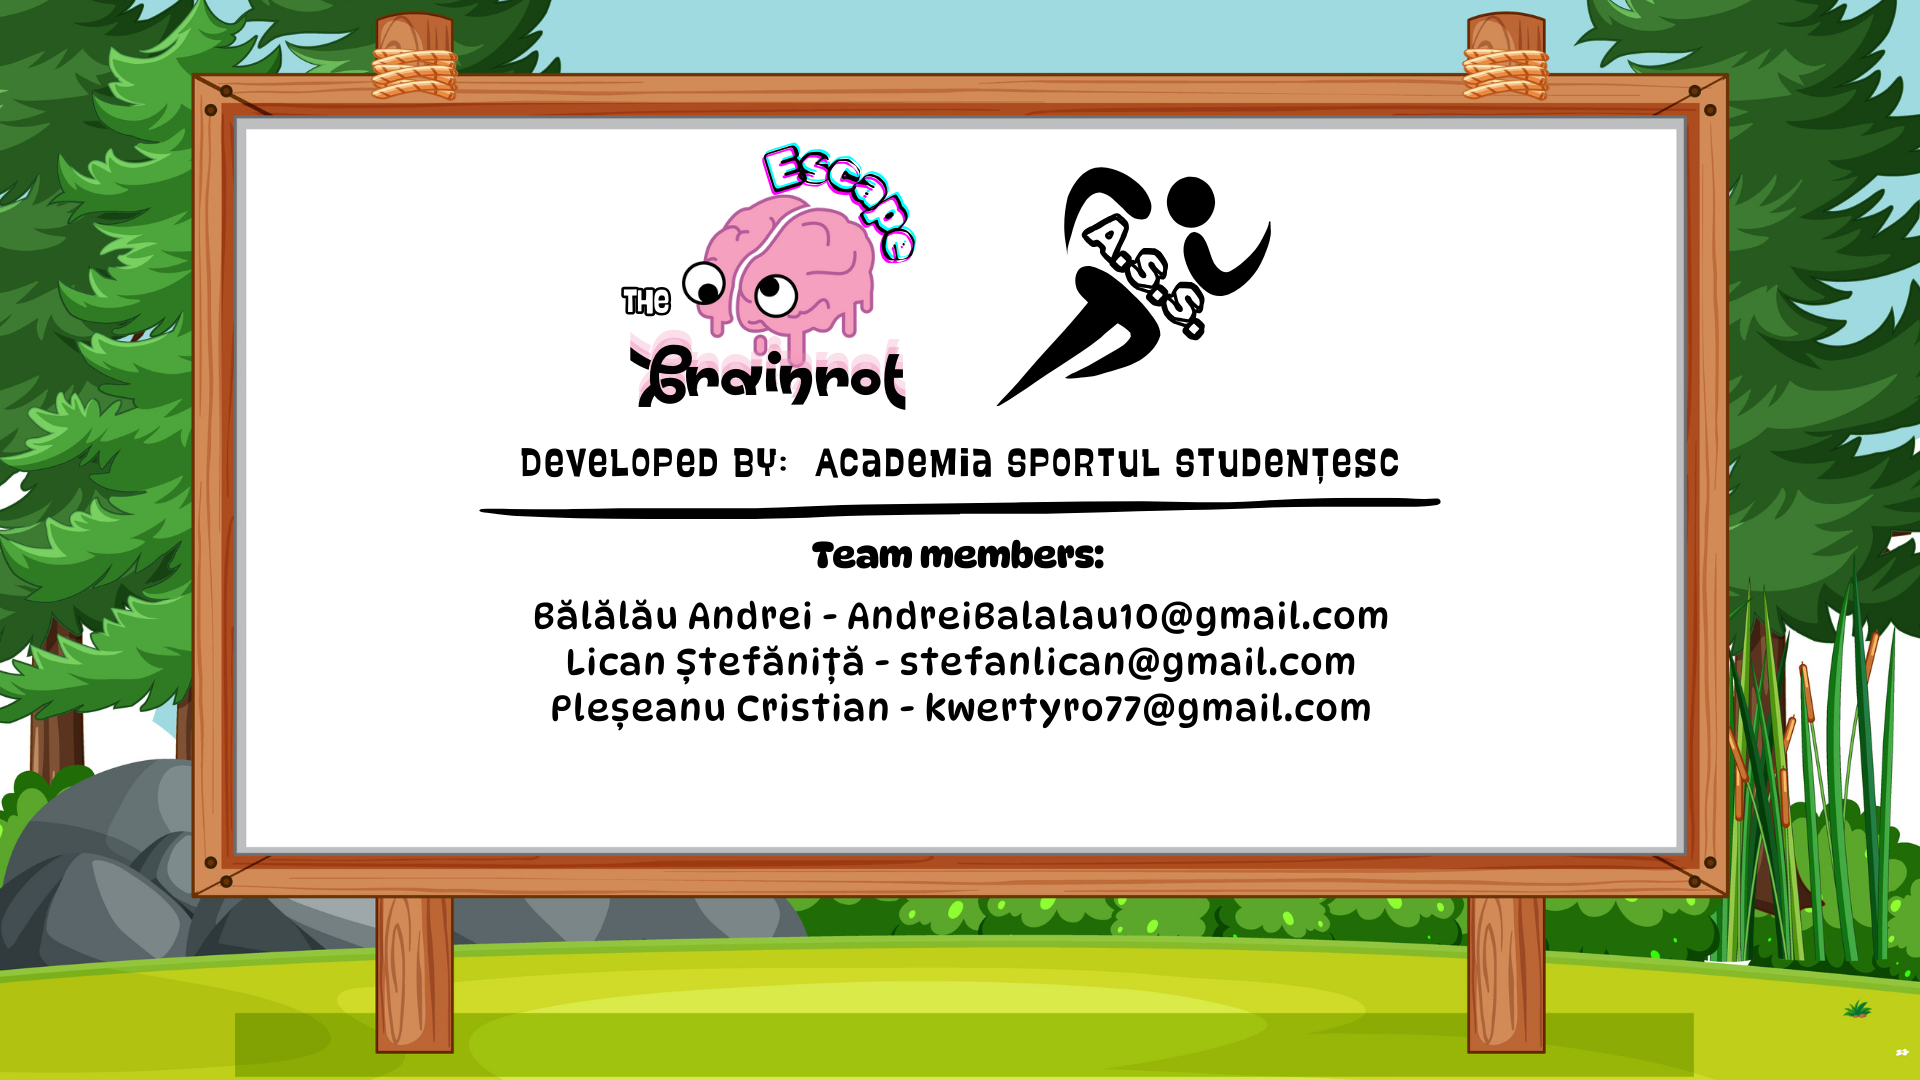 Escape
THe
Brainrot
A.S.S.
DeveLOPeD BY: AcaDeMia SPORTuL STuDeNȚeSC
Team members:
Bălălău Andrei - AndreiBalalau10@gmail.com
Lican Ștefăniță - stefanlican@gmail.com
Pleșeanu Cristian - kwertyro77@gmail.com